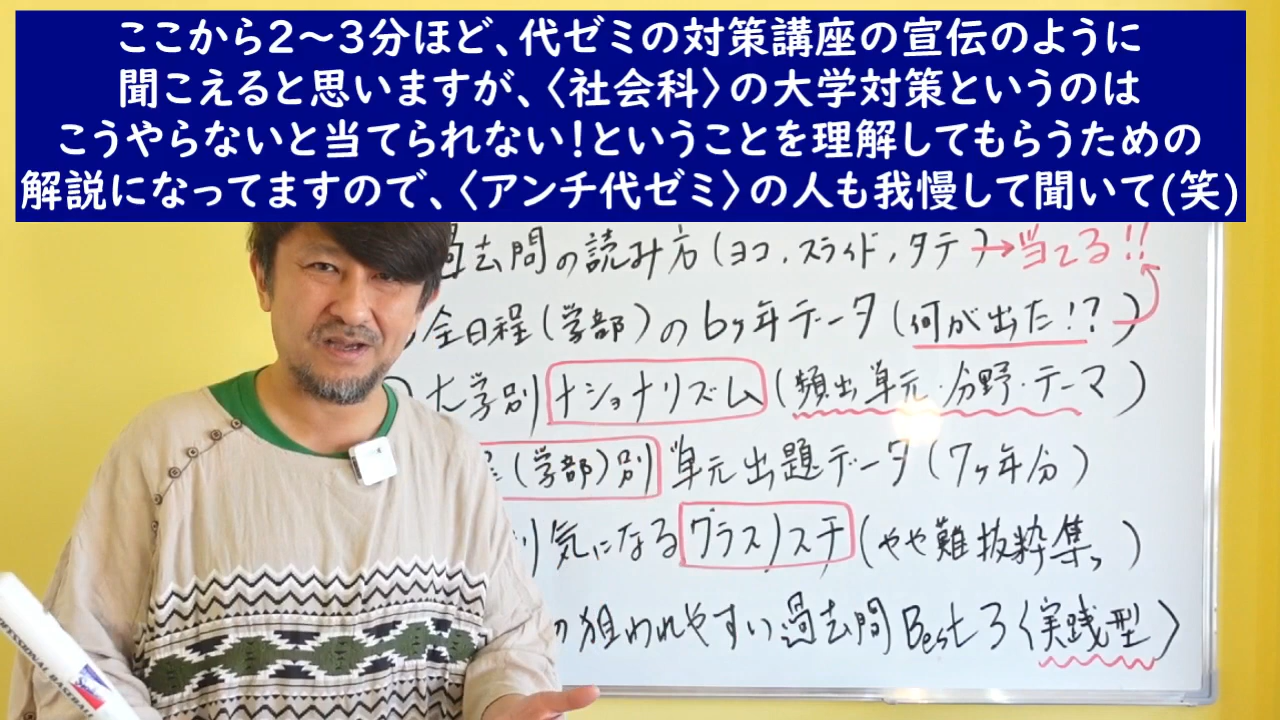 ここから2〜3分ほど、代ゼミの対策講座の宣伝のように
聞こえると思いますが、〈社会科〉の大学対策というのは
こうやらないと当てられない!ということを理解してもらうための
解説になってますので、〈アンチ代ゼミ〉の人も我慢して聞いて(笑)
過去問の読み方(ヨコ,スライド,タテ)→当てる!!
全日程(学部)の6ヶ年データ(何が出た!?)
大学別ナショナリズム(頻出単元・分野・テーマ)
(学部)別 単元出題データ(7ヶ年分)
気になるグラスノスチ(やや難抜粋集。)
の狙われやすい過去問Best3〈実践型〉